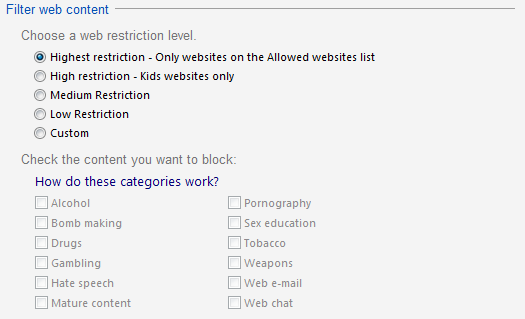 Filter web content
Choose a web restriction level.
Highest restriction - Only websites on the Allowed websites list
High restriction - Kids websites only
Medium Restriction
Low Restriction
Custom
Check the content you want to block:
How do these categories work?
Alcohol Pornography
Bomb making Sex education
Drugs Tobacco
Gambling Weapons
Hate speech Web e-mail
Mature content Web chat